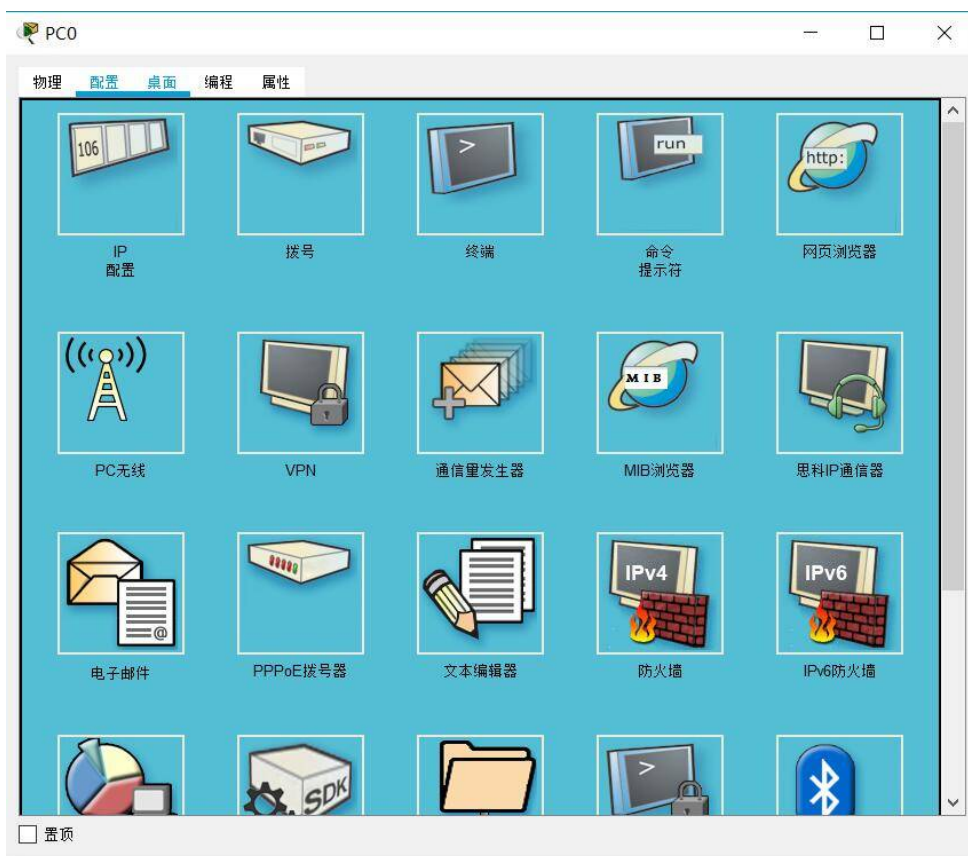 PC0
物理 配置 桌面 编程 属性
106
>
run
http:
IP
配置
拨号
终端
命令
提示符
网页浏览器
MIB
PC无线
VPN
通信量发生器
MIB浏览器
思科IP通信器
@
IPv4
IPv6
电子邮件
PPPoE拨号器
文本编辑器
防火墙
IPv6防火墙
SDK
>
置顶